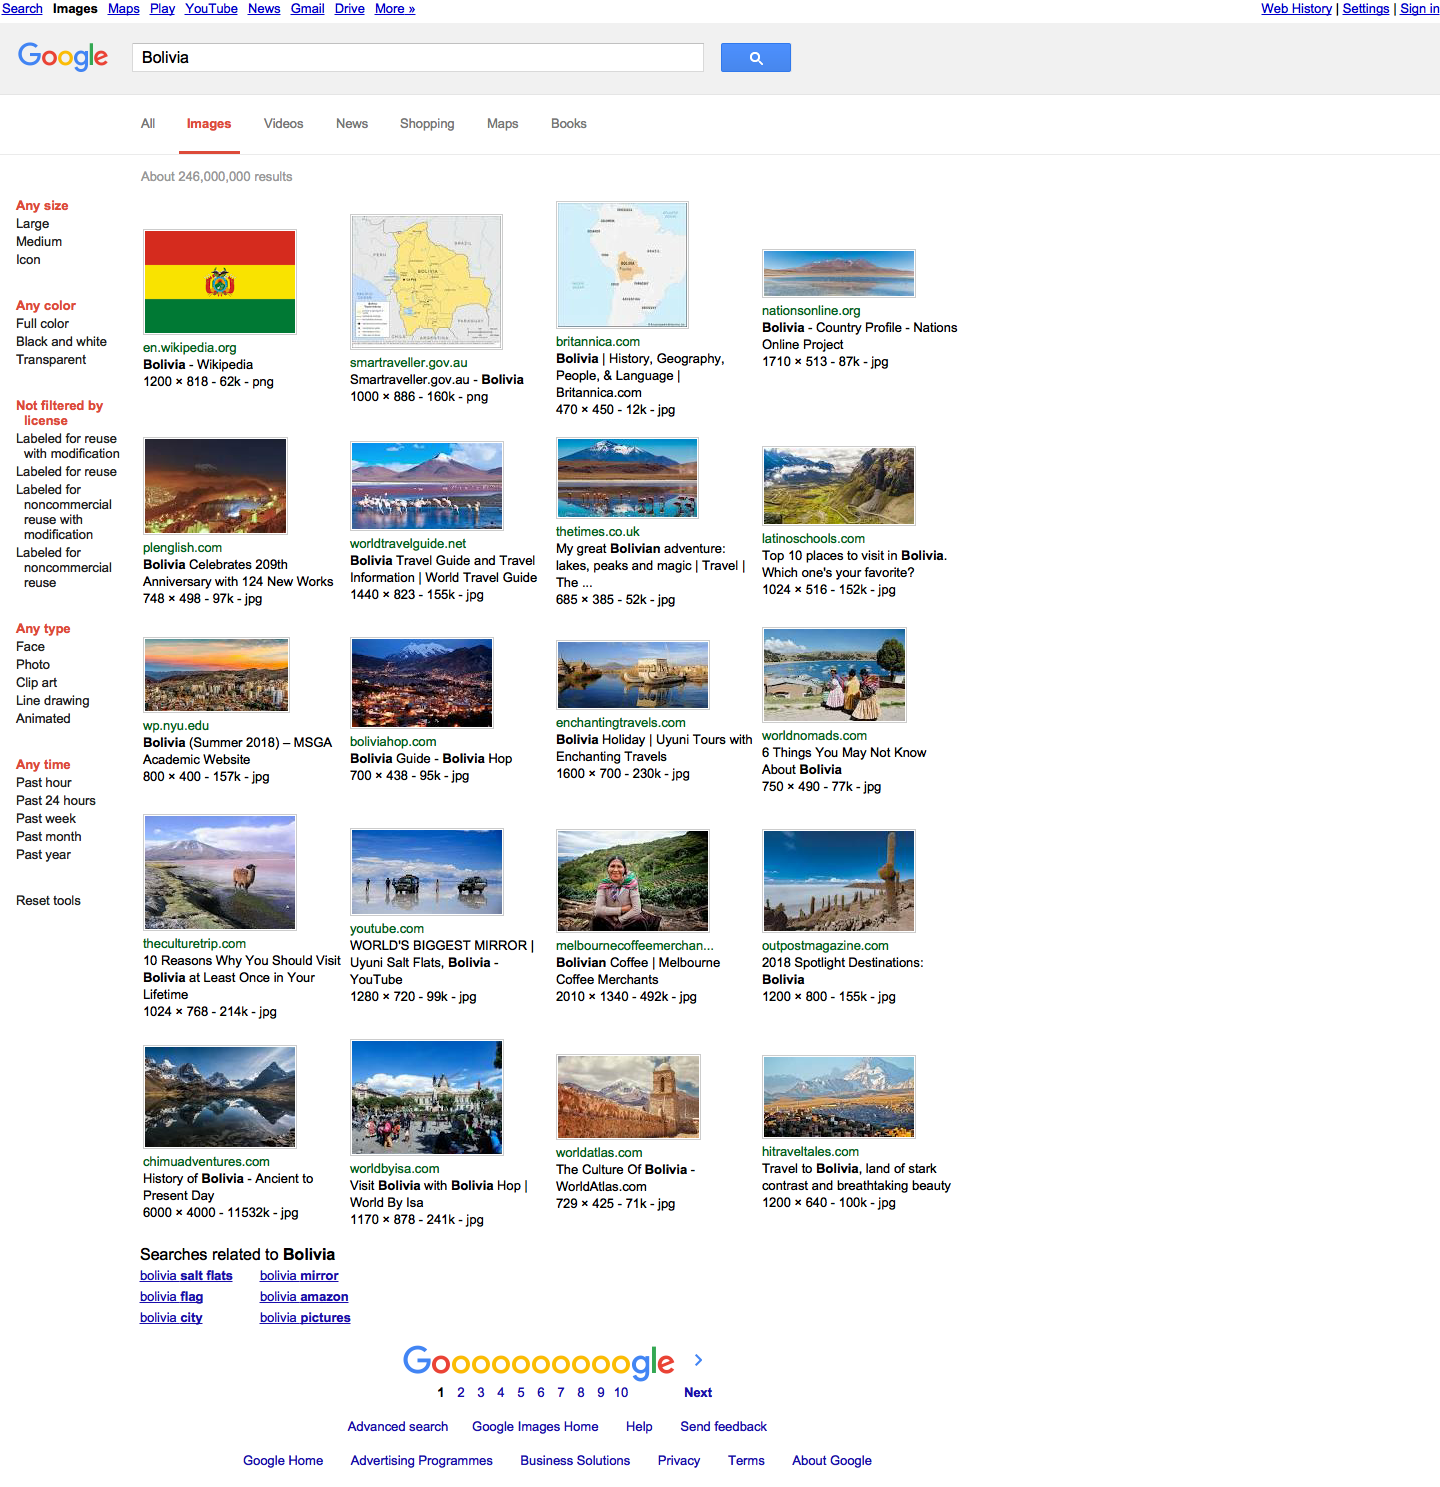 Search Images Maps Play YouTube News Gmail Drive More »
Web History | Settings | Sign in
Google
Bolivia
All Images Videos News Shopping Maps Books
About 246,000,000 results
Any size
Large
Medium
Icon
Any color
Full color
Black and white
Transparent
Not filtered by
license
Labeled for reuse
with modification
Labeled for reuse
Labeled for
noncommercial
reuse with
modification
Labeled for
noncommercial
reuse
Any type
Face
Photo
Clip art
Line drawing
Animated
Any time
Past hour
Past 24 hours
Past week
Past month
Past year
Reset tools
en.wikipedia.org
Bolivia - Wikipedia
1200 × 818 - 62k - png
BOLIVIA
BRAZIL
PERU
PARAGUAY
CHILE
ARGENTINA
smartraveller.gov.au
Smartraveller.gov.au - Bolivia
1000 × 886 - 160k - png
BRAZIL
BOLIVIA
britannica.com
Bolivia | History, Geography,
People, & Language |
Britannica.com
470 × 450 - 12k - jpg
nationsonline.org
Bolivia - Country Profile - Nations
Online Project
1710 × 513 - 87k - jpg
plenglish.com
Bolivia Celebrates 209th
Anniversary with 124 New Works
748 × 498 - 97k - jpg
worldtravelguide.net
Bolivia Travel Guide and Travel
Information | World Travel Guide
1440 × 823 - 155k - jpg
thetimes.co.uk
My great Bolivian adventure:
lakes, peaks and magic | Travel |
The ...
685 × 385 - 52k - jpg
latinoschools.com
Top 10 places to visit in Bolivia.
Which one's your favorite?
1024 × 516 - 152k - jpg
wp.nyu.edu
Bolivia (Summer 2018) – MSGA
Academic Website
800 × 400 - 157k - jpg
boliviahop.com
Bolivia Guide - Bolivia Hop
700 × 438 - 95k - jpg
enchantingtravels.com
Bolivia Holiday | Uyuni Tours with
Enchanting Travels
1600 × 700 - 230k - jpg
worldnomads.com
6 Things You May Not Know
About Bolivia
750 × 490 - 77k - jpg
theculturetrip.com
10 Reasons Why You Should Visit
Bolivia at Least Once in Your
Lifetime
1024 × 768 - 214k - jpg
youtube.com
WORLD'S BIGGEST MIRROR |
Uyuni Salt Flats, Bolivia -
YouTube
1280 × 720 - 99k - jpg
melbournecoffeemerchan...
Bolivian Coffee | Melbourne
Coffee Merchants
2010 × 1340 - 492k - jpg
outpostmagazine.com
2018 Spotlight Destinations:
Bolivia
1200 × 800 - 155k - jpg
chimuadventures.com
History of Bolivia - Ancient to
Present Day
6000 × 4000 - 11532k - jpg
worldbyisa.com
Visit Bolivia with Bolivia Hop |
World By Isa
1170 × 878 - 241k - jpg
worldatlas.com
The Culture Of Bolivia -
WorldAtlas.com
729 × 425 - 71k - jpg
hitraveltales.com
Travel to Bolivia, land of stark
contrast and breathtaking beauty
1200 × 640 - 100k - jpg
Searches related to Bolivia
bolivia salt flats bolivia mirror
bolivia flag bolivia amazon
bolivia city bolivia pictures
Goooooooooogle
1 2 3 4 5 6 7 8 9 10 Next
Advanced search Google Images Home Help Send feedback
Google Home Advertising Programmes Business Solutions Privacy Terms About Google